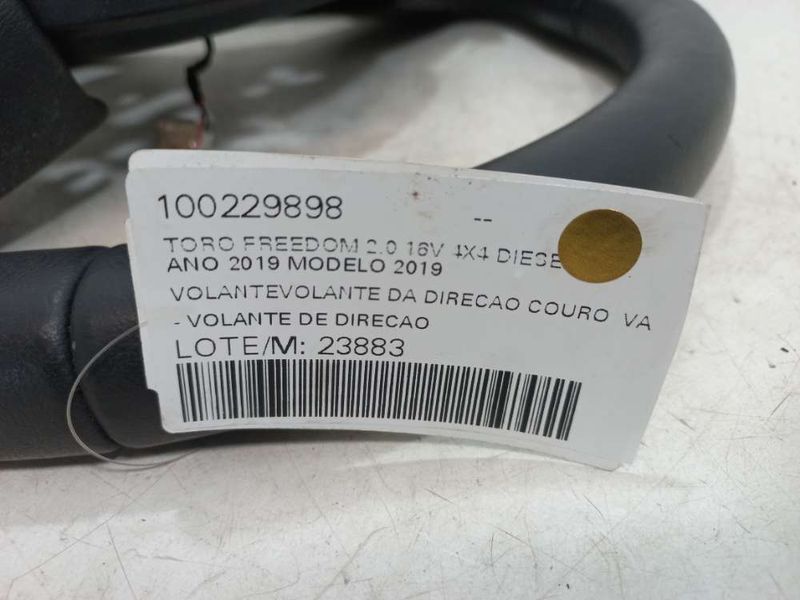 100229898 --
TORO FREEDOM 2.0 16V 4X4 DIESE
ANO 2019 MODELO 2019
VOLANTEVOLANTE DA DIRECAO COURO VA
- VOLANTE DE DIRECAO
LOTE/M: 23883